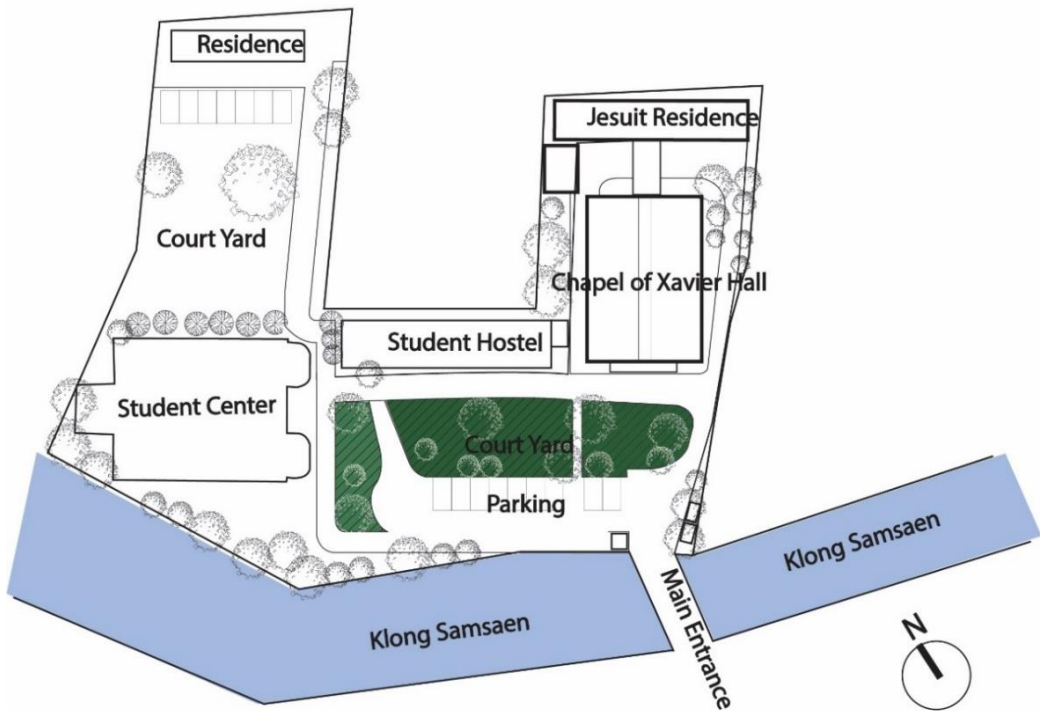 Residence
Jesuit Residence
Court Yard
Chapel of Xavier Hall
Student Hostel
Student Center
Court Yard
Parking
Klong Samsaen
Klong Samsaen
Main Entrance
N